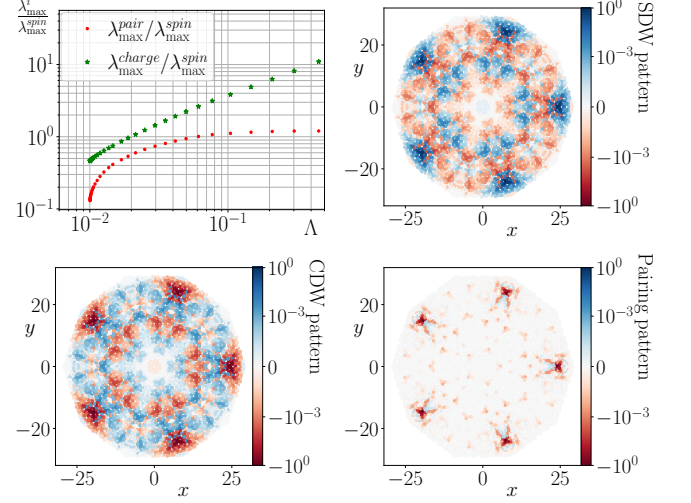 λ^i_max/λ^spin_max
10^1
10^0
10^−1
10^−2
10^−1
Λ
λ^pair_max/λ^spin_max
λ^charge_max/λ^spin_max
y
20
0
−20
−25
0
25
x
10^0
10^−3
0
−10^−3
−10^0
SDW pattern
y
20
0
−20
−25
0
25
x
10^0
10^−3
0
−10^−3
−10^0
CDW pattern
y
20
0
−20
−25
0
25
x
10^0
10^−3
0
−10^−3
−10^0
Pairing pattern